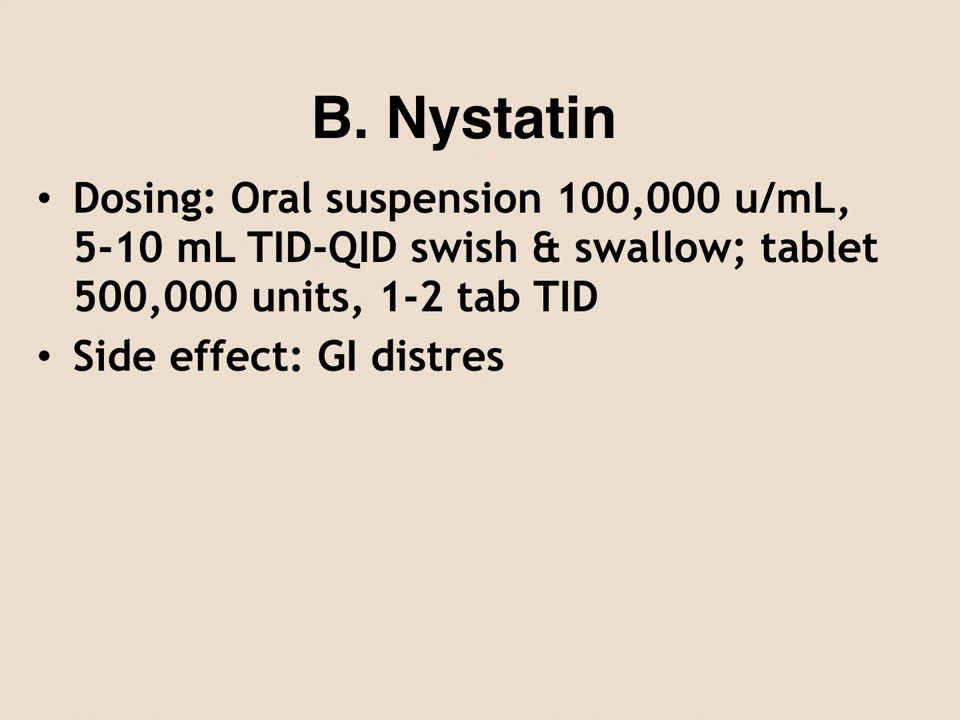 B. Nystatin
• Dosing: Oral suspension 100,000 u/mL,
5-10 mL TID-QID swish & swallow; tablet
500,000 units, 1-2 tab TID
• Side effect: GI distres